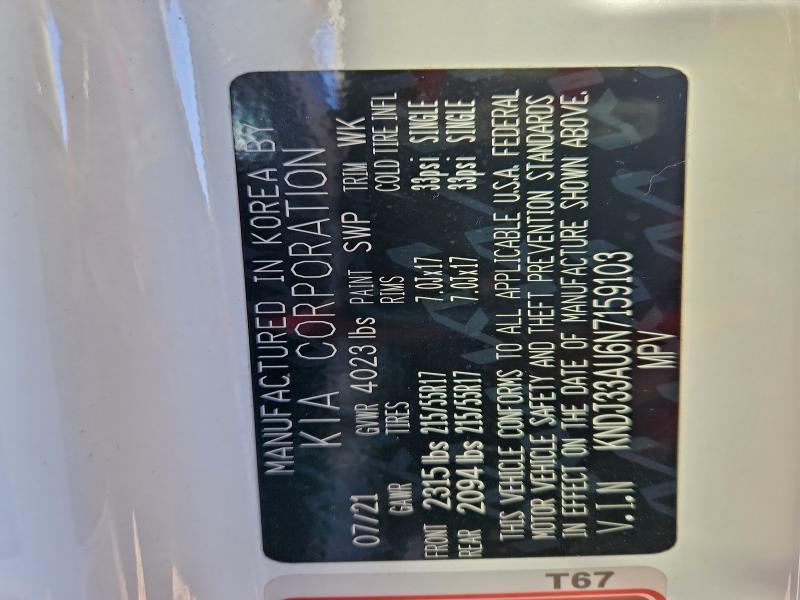 MANUFACTURED IN KOREA BY
KIA CORPORATION
07/21 GVWR 4023 lbs PAINT SWP TRIM WK
GAWR TIRES RIMS COLD TIRE INFL
FRONT 2315 lbs 215/55R17 7.0Jx17 33psi SINGLE
REAR 2094 lbs 215/55R17 7.0Jx17 33psi SINGLE
THIS VEHICLE CONFORMS TO ALL APPLICABLE U.S.A. FEDERAL
MOTOR VEHICLE SAFETY AND THEFT PREVENTION STANDARDS
IN EFFECT ON THE DATE OF MANUFACTURE SHOWN ABOVE.
V.I.N KNDJ33AU6N7159103
MPV
T67